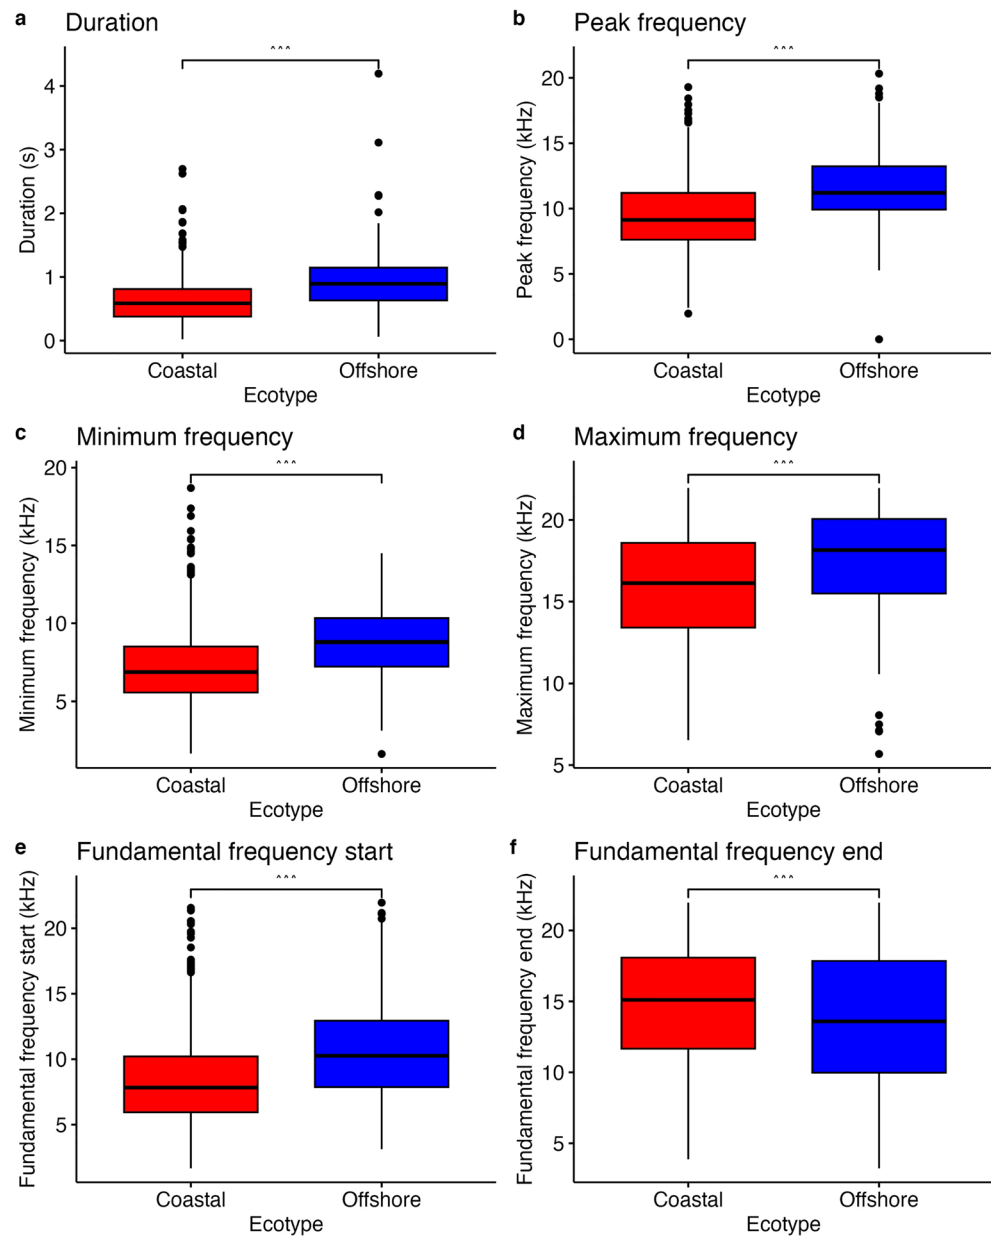 a Duration
^^^
Duration (s)
4
3
2
1
0
Coastal Offshore
Ecotype
b Peak frequency
^^^
Peak frequency (kHz)
20
15
10
5
0
Coastal Offshore
Ecotype
c Minimum frequency
^^^
Minimum frequency (kHz)
20
15
10
5
Coastal Offshore
Ecotype
d Maximum frequency
^^^
Maximum frequency (kHz)
20
15
10
5
Coastal Offshore
Ecotype
e Fundamental frequency start
^^^
Fundamental frequency start (kHz)
20
15
10
5
Coastal Offshore
Ecotype
f Fundamental frequency end
^^^
Fundamental frequency end (kHz)
20
15
10
5
Coastal Offshore
Ecotype